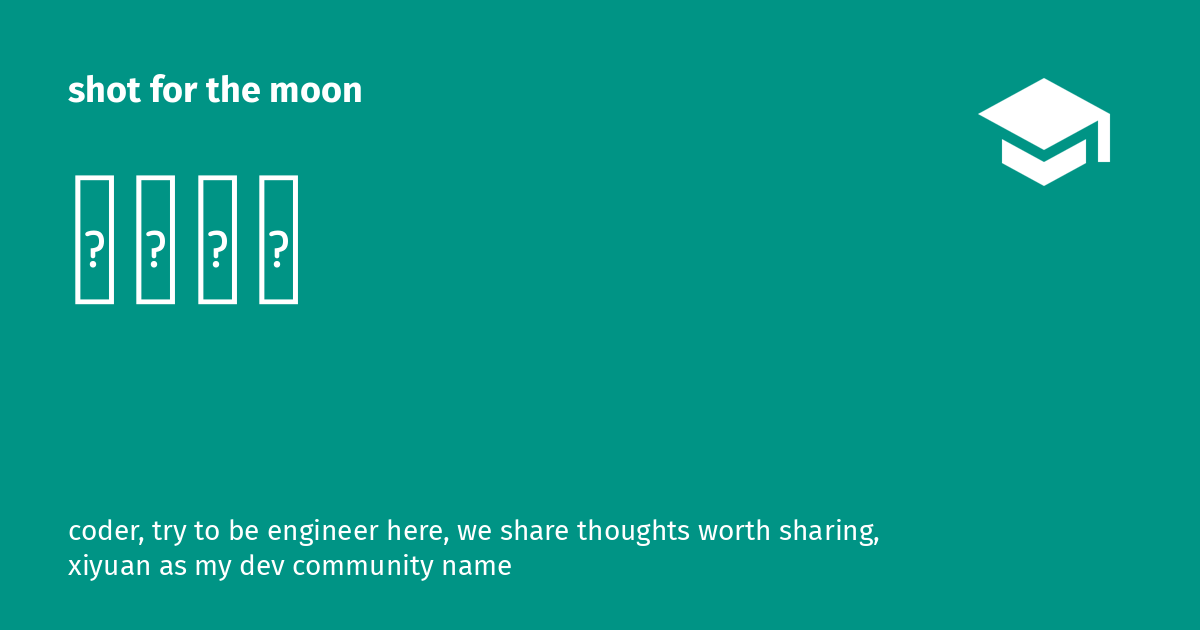 shot for the moon
coder, try to be engineer here, we share thoughts worth sharing,
xiyuan as my dev community name